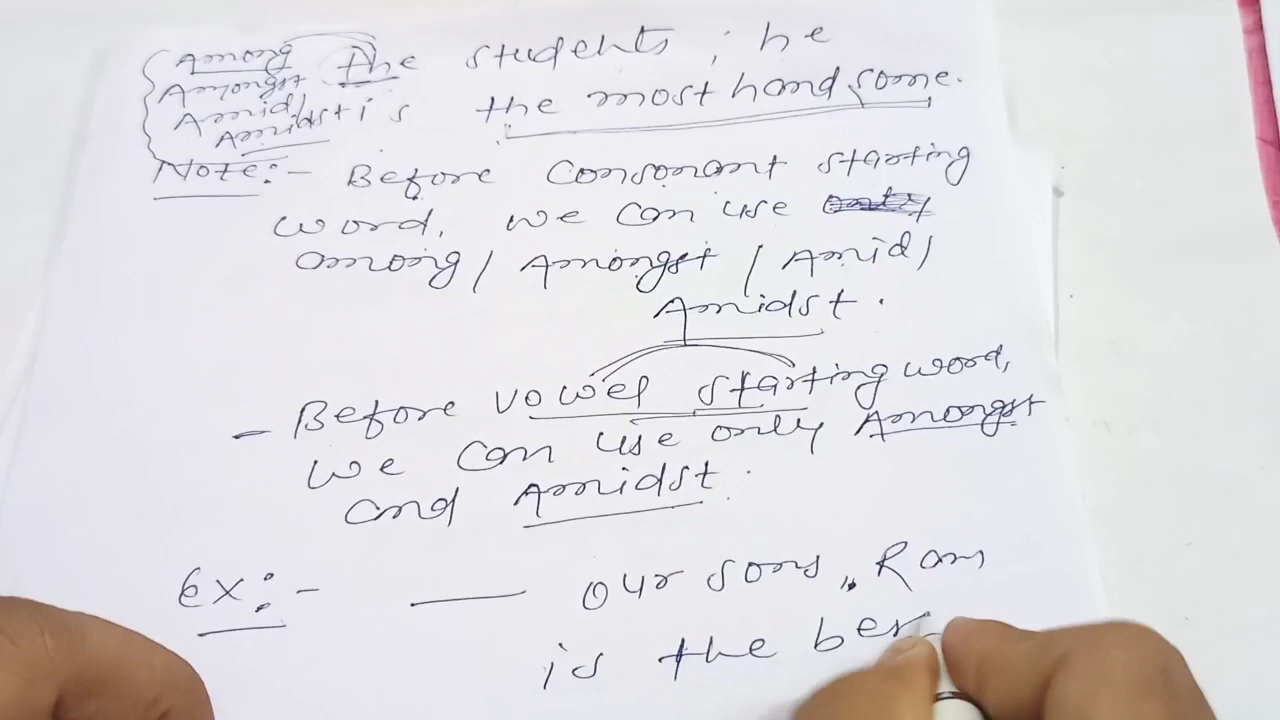 Among the students, he
Amongst
Amid/
Amidst is the most handsome.
Note:- Before Consonant starting
word, we can use
among / Amongst / Amid /
Amidst.
- Before vowel starting word,
we can use only Amongst
and Amidst.
Ex:- ____ our sons, Ram
is the bes